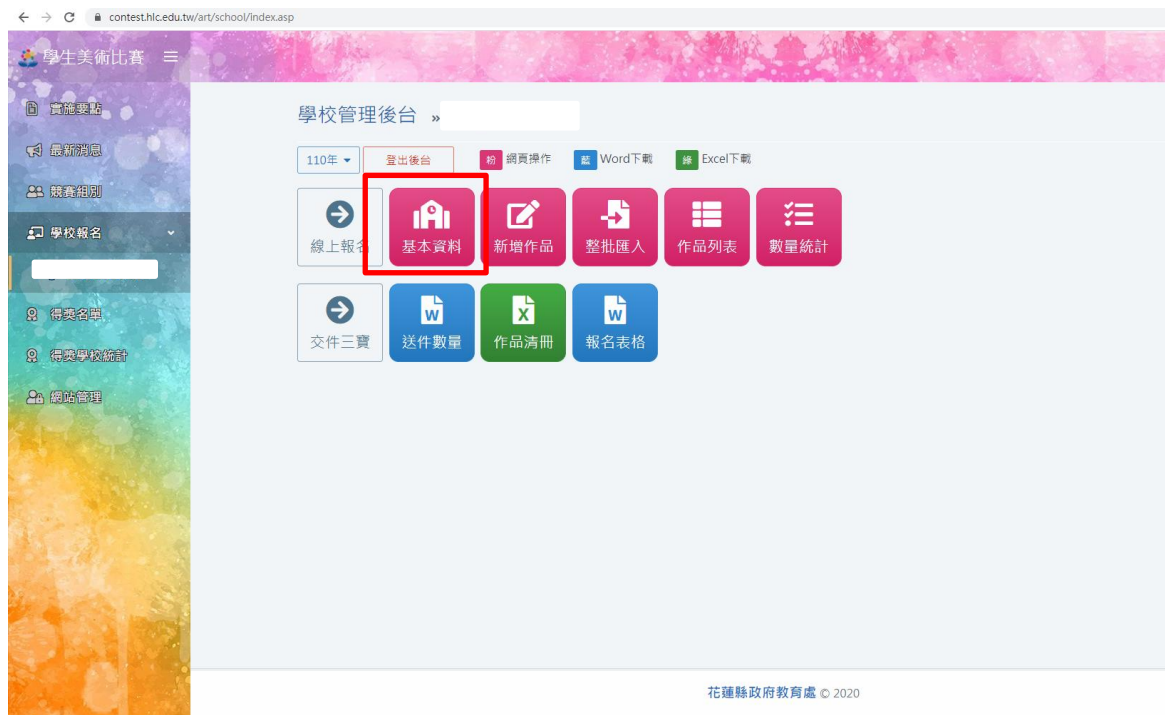 contest.hlc.edu.tw/art/school/index.asp
學生美術比賽
實施要點
最新消息
競賽組別
學校報名
得獎名單
得獎學校統計
網站管理
學校管理後台 »
110年 登出後台 粉 網頁操作 藍 Word下載 綠 Excel下載
線上報名 基本資料 新增作品 整批匯入 作品列表 數量統計
交件三寶 送件數量 作品清冊 報名表格
花蓮縣政府教育處 © 2020